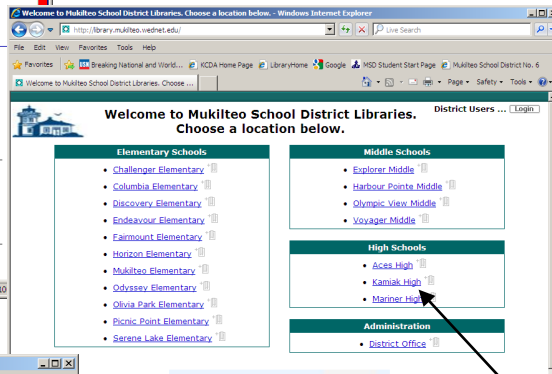 Welcome to Mukilteo School District Libraries. Choose a location below. - Windows Internet Explorer
http://library.mukilteo.wednet.edu/
Live Search
File Edit View Favorites Tools Help
Favorites Breaking National and World... KCDA Home Page LibraryHome Google MSD Student Start Page Mukilteo School District No. 6
Welcome to Mukilteo School District Libraries. Choose ...
Page Safety Tools
Welcome to Mukilteo School District Libraries.
Choose a location below.
District Users ... Login
Elementary Schools
Challenger Elementary
Columbia Elementary
Discovery Elementary
Endeavour Elementary
Fairmount Elementary
Horizon Elementary
Mukilteo Elementary
Odyssey Elementary
Olivia Park Elementary
Picnic Point Elementary
Serene Lake Elementary
Middle Schools
Explorer Middle
Harbour Pointe Middle
Olympic View Middle
Voyager Middle
High Schools
Aces High
Kamiak High
Mariner High
Administration
District Office
10